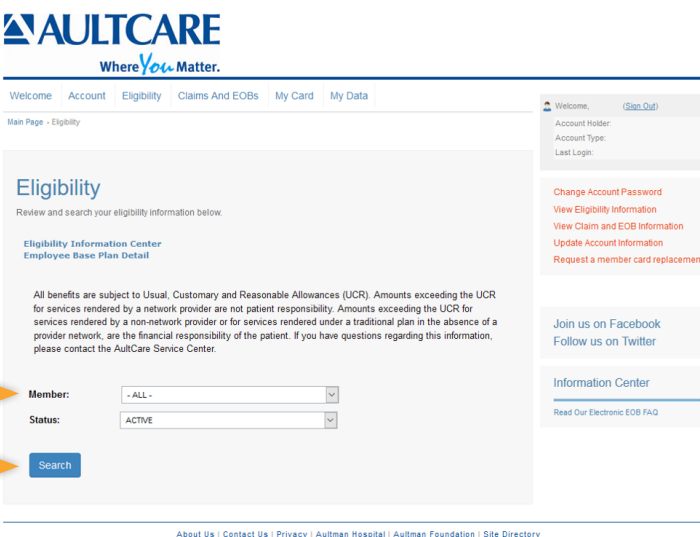 AULTCARE
Where You Matter.
Welcome Account Eligibility Claims And EOBs My Card My Data
Main Page › Eligibility
Welcome, (Sign Out)
Account Holder:
Account Type:
Last Login:
Eligibility
Review and search your eligibility information below.
Eligibility Information Center
Employee Base Plan Detail
All benefits are subject to Usual, Customary and Reasonable Allowances (UCR). Amounts exceeding the UCR
for services rendered by a network provider are not patient responsibility. Amounts exceeding the UCR for
services rendered by a non-network provider or for services rendered under a traditional plan in the absence of a
provider network, are the financial responsibility of the patient. If you have questions regarding this information,
please contact the AultCare Service Center.
Member: - ALL -
Status: ACTIVE
Search
Change Account Password
View Eligibility Information
View Claim and EOB Information
Update Account Information
Request a member card replacemen
Join us on Facebook
Follow us on Twitter
Information Center
Read Our Electronic EOB FAQ
About Us | Contact Us | Privacy | Aultman Hospital | Aultman Foundation | Site Directory